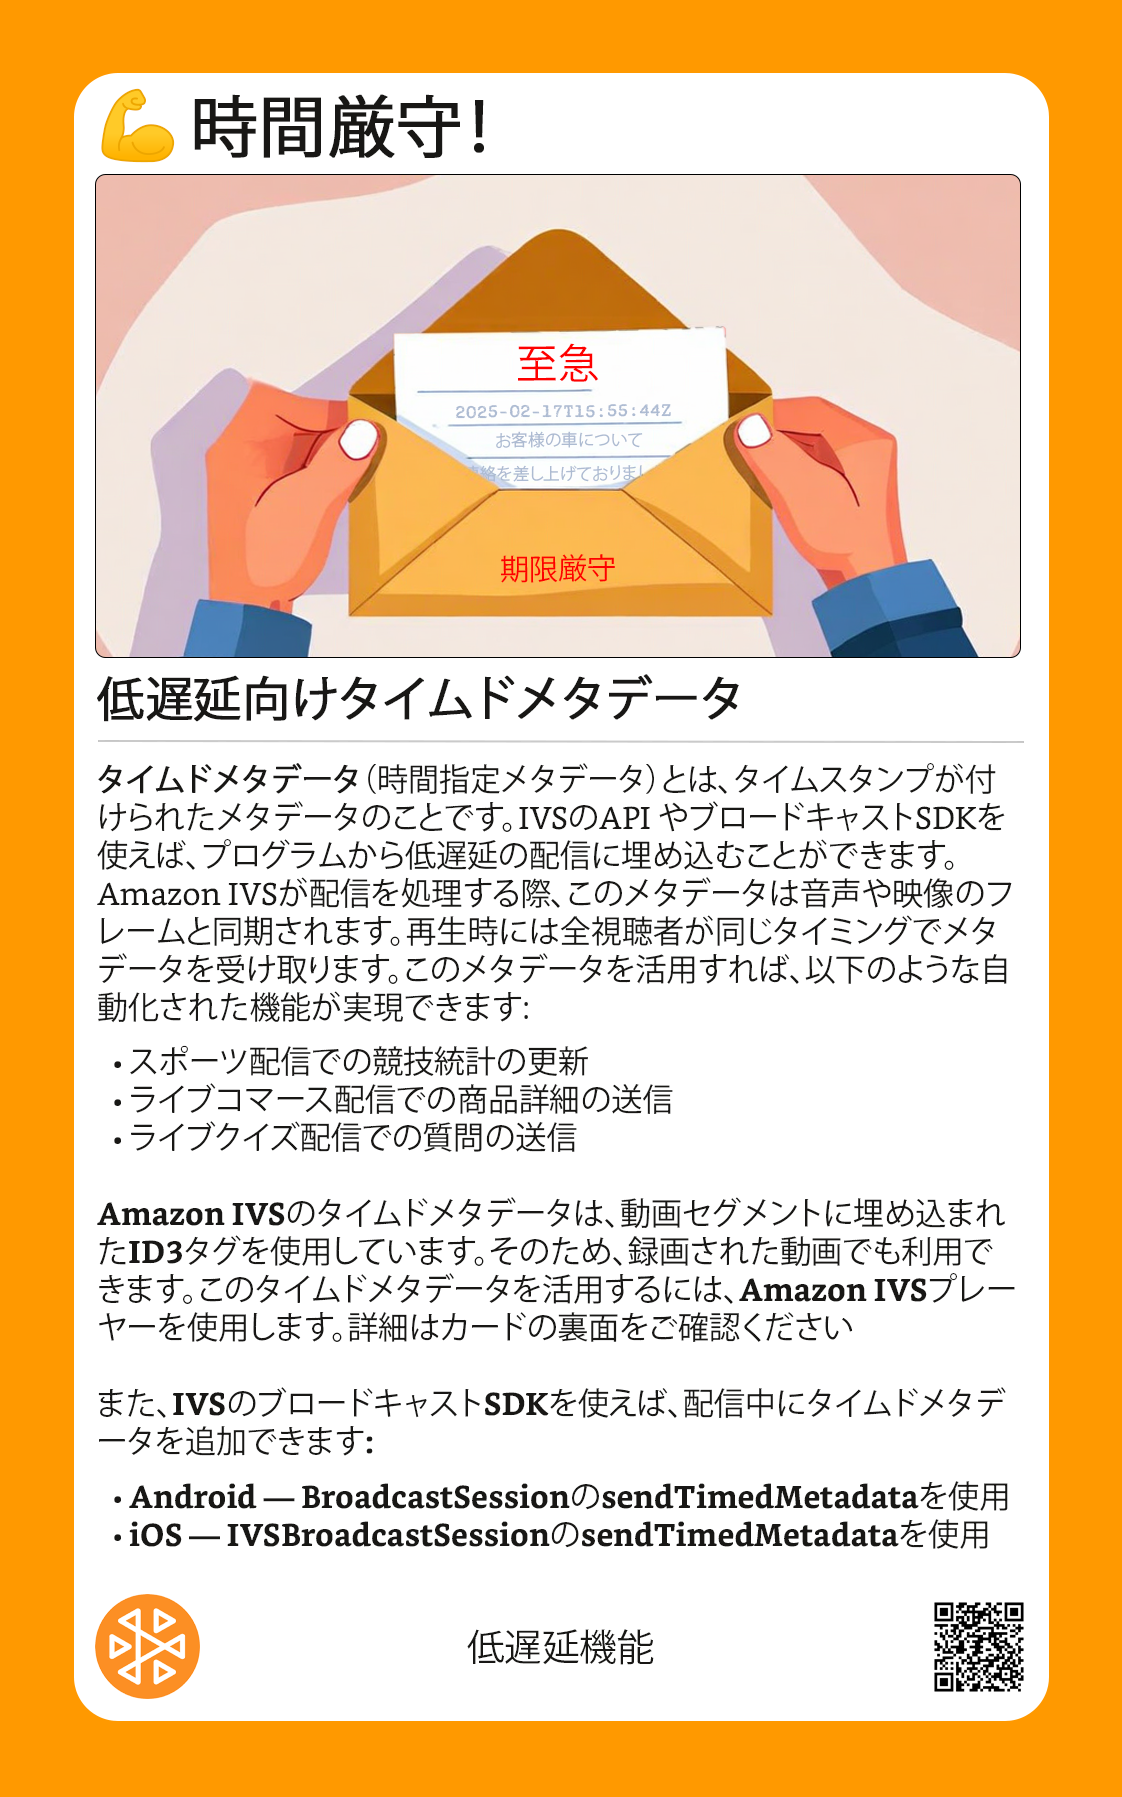 💪 時間厳守！
至急
2025-02-17T15:55:44Z
お客様の車について
絡を差し上げておりまし
期限厳守
低遅延向けタイムドメタデータ
タイムドメタデータ（時間指定メタデータ）とは、タイムスタンプが付
けられたメタデータのことです。IVSのAPI やブロードキャストSDKを
使えば、プログラムから低遅延の配信に埋め込むことができます。
Amazon IVSが配信を処理する際、このメタデータは音声や映像のフ
レームと同期されます。再生時には全視聴者が同じタイミングでメタ
データを受け取ります。このメタデータを活用すれば、以下のような自
動化された機能が実現できます:
• スポーツ配信での競技統計の更新
• ライブコマース配信での商品詳細の送信
• ライブクイズ配信での質問の送信
Amazon IVSのタイムドメタデータは、動画セグメントに埋め込まれ
たID3タグを使用しています。そのため、録画された動画でも利用で
きます。このタイムドメタデータを活用するには、Amazon IVSプレー
ヤーを使用します。詳細はカードの裏面をご確認ください
また、IVSのブロードキャストSDKを使えば、配信中にタイムドメタデ
ータを追加できます:
• Android — BroadcastSessionのsendTimedMetadataを使用
• iOS — IVSBroadcastSessionのsendTimedMetadataを使用
低遅延機能